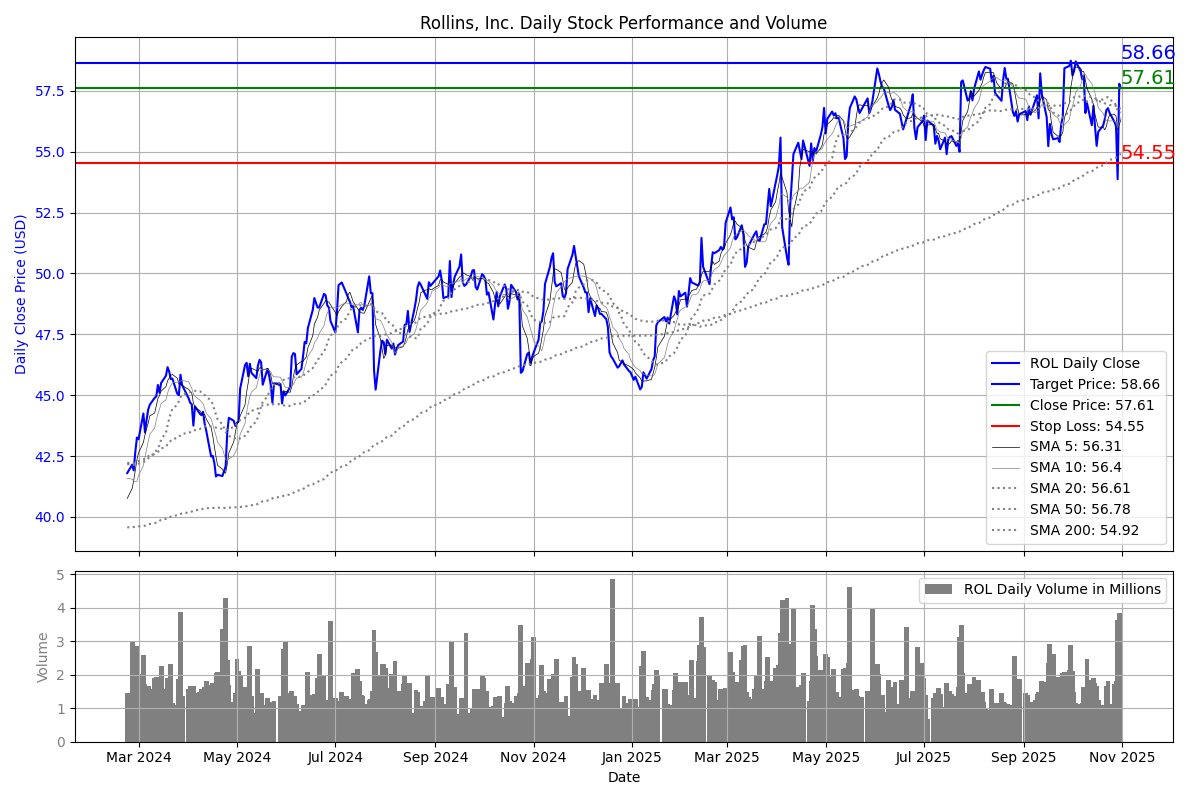 Rollins, Inc. Daily Stock Performance and Volume
Daily Close Price (USD)
57.5
55.0
52.5
50.0
47.5
45.0
42.5
40.0
58.66
57.61
54.55
ROL Daily Close
Target Price: 58.66
Close Price: 57.61
Stop Loss: 54.55
SMA 5: 56.31
SMA 10: 56.4
SMA 20: 56.61
SMA 50: 56.78
SMA 200: 54.92
Volume
5
4
3
2
1
0
ROL Daily Volume in Millions
Mar 2024 May 2024 Jul 2024 Sep 2024 Nov 2024 Jan 2025 Mar 2025 May 2025 Jul 2025 Sep 2025 Nov 2025
Date